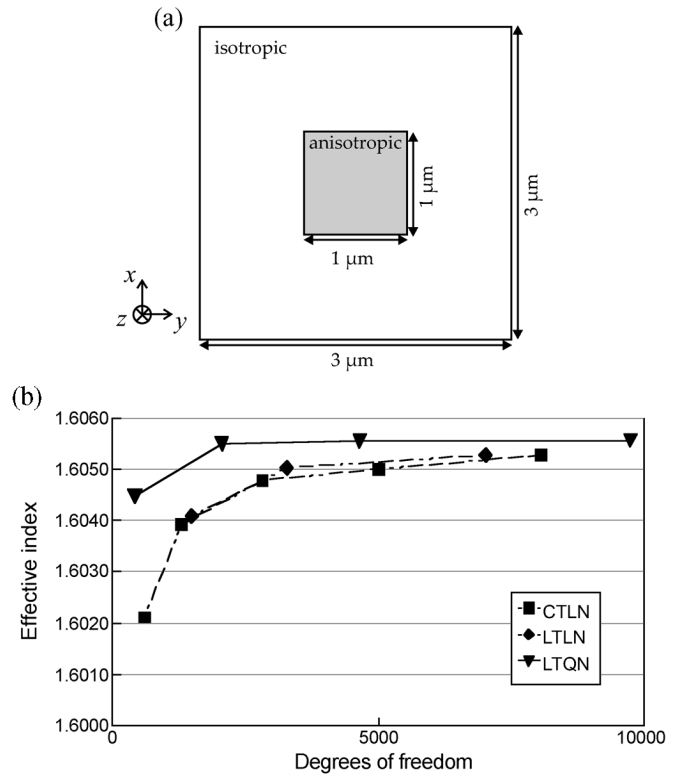 (a)
isotropic
anisotropic
1 μm
3 μm
1 μm
x
z
y
3 μm
(b)
1.6060
1.6050
1.6040
1.6030
1.6020
1.6010
1.6000
Effective index
CTLN
LTLN
LTQN
0
5000
10000
Degrees of freedom